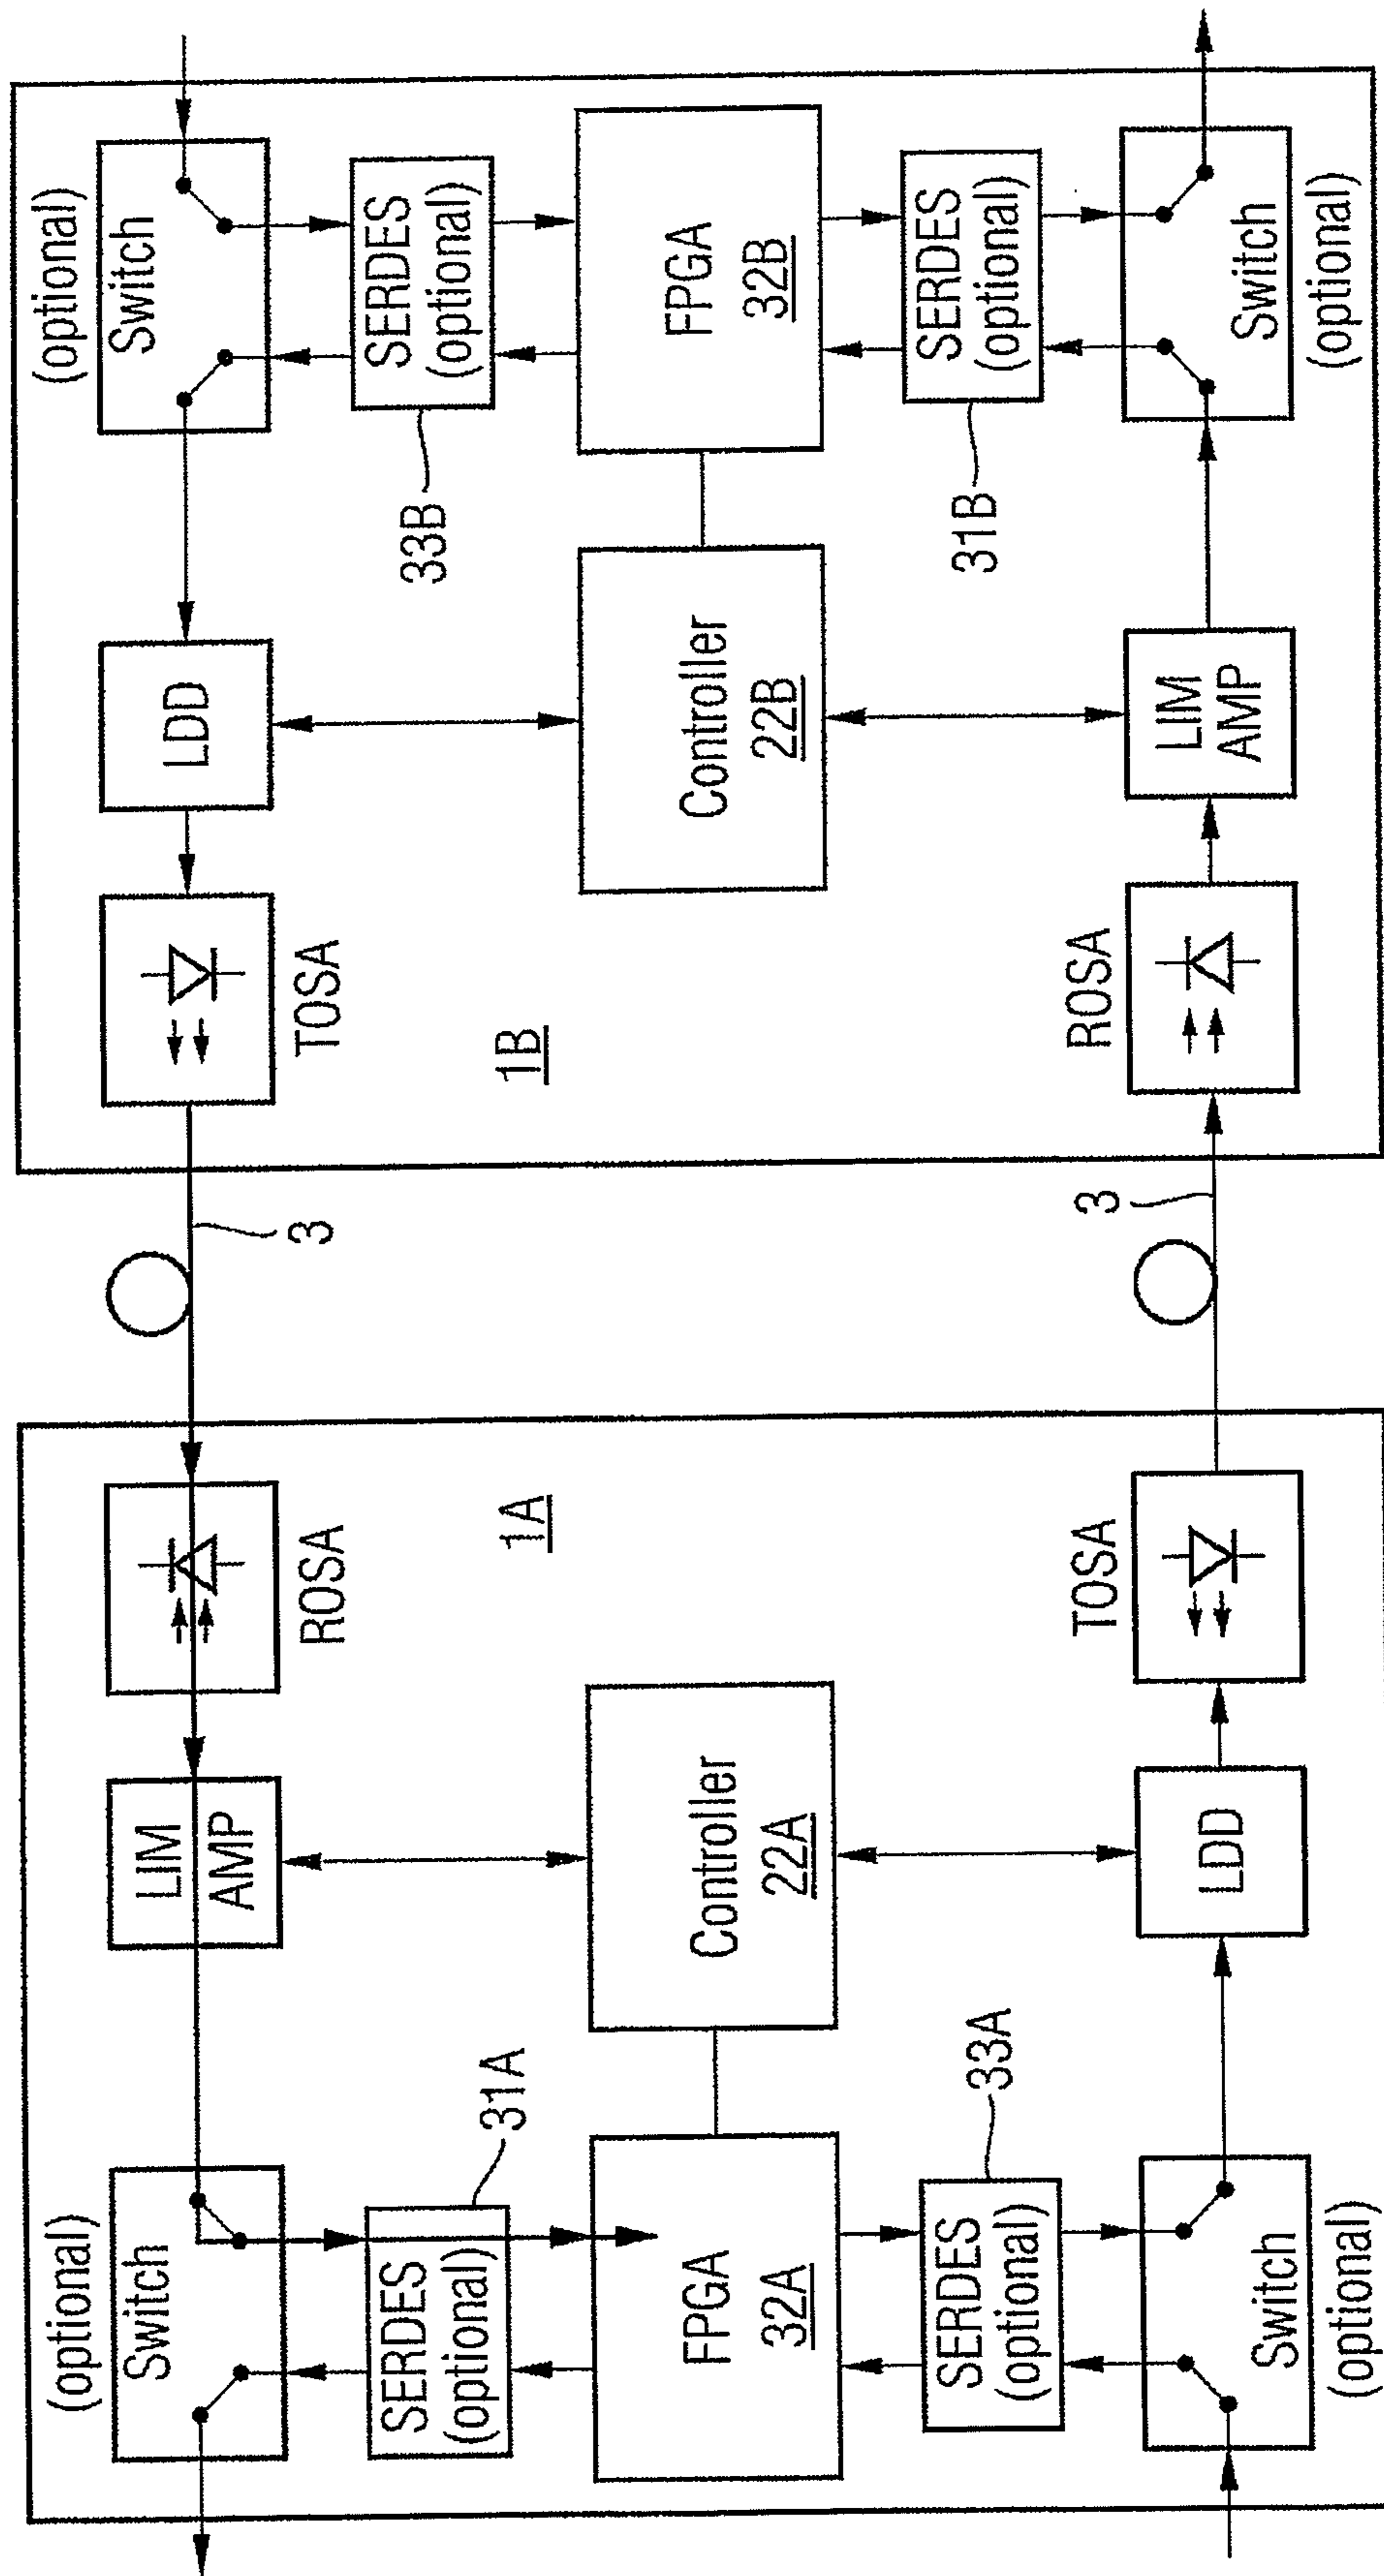 (optional)
Switch
LIM
AMP
ROSA
3
TOSA
LDD
(optional)
Switch
SERDES
(optional)
31A
1A
1B
33B
SERDES
(optional)
FPGA
32A
Controller
22A
Controller
22B
FPGA
32B
SERDES
(optional)
33A
31B
SERDES
(optional)
Switch
(optional)
LDD
TOSA
3
ROSA
LIM
AMP
Switch
(optional)